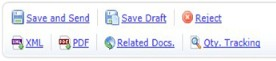 Save and Send Save Draft Reject
XML PDF Related Docs. Qty. Tracking